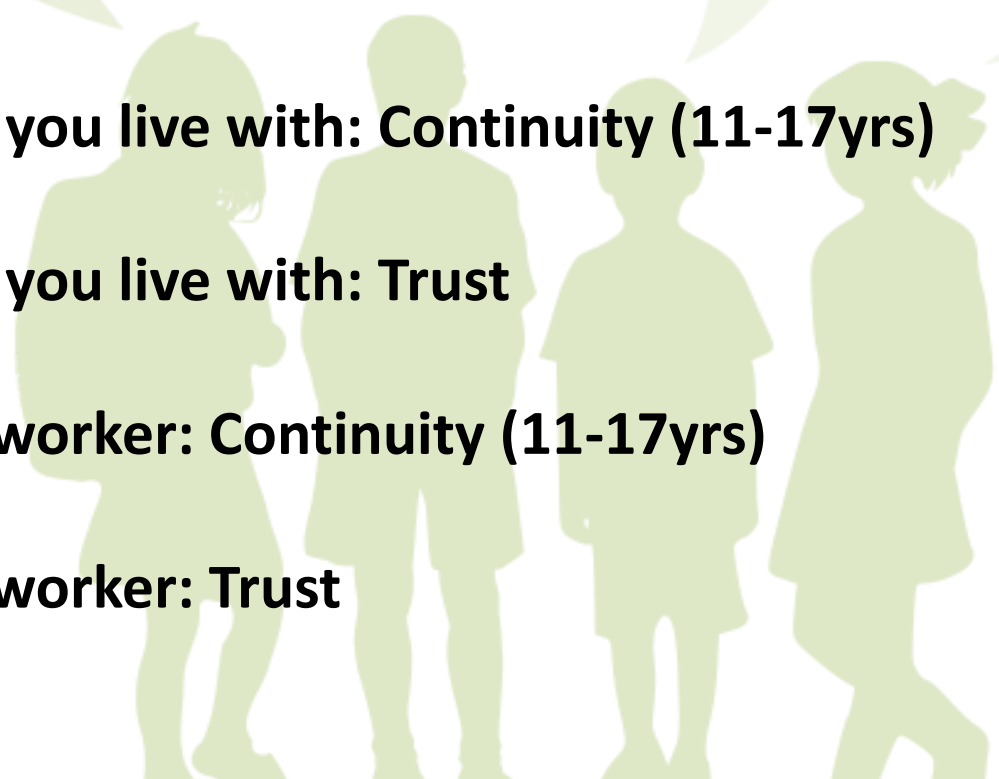 you live with: Continuity (11-17yrs)
you live with: Trust
worker: Continuity (11-17yrs)
worker: Trust